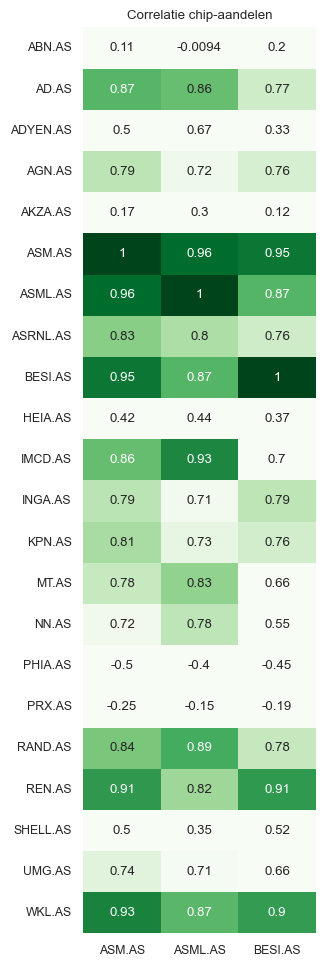 Correlatie chip-aandelen
ABN.AS 0.11 -0.0094 0.2
AD.AS 0.87 0.86 0.77
ADYEN.AS 0.5 0.67 0.33
AGN.AS 0.79 0.72 0.76
AKZA.AS 0.17 0.3 0.12
ASM.AS 1 0.96 0.95
ASML.AS 0.96 1 0.87
ASRNL.AS 0.83 0.8 0.76
BESI.AS 0.95 0.87 1
HEIA.AS 0.42 0.44 0.37
IMCD.AS 0.86 0.93 0.7
INGA.AS 0.79 0.71 0.79
KPN.AS 0.81 0.73 0.76
MT.AS 0.78 0.83 0.66
NN.AS 0.72 0.78 0.55
PHIA.AS -0.5 -0.4 -0.45
PRX.AS -0.25 -0.15 -0.19
RAND.AS 0.84 0.89 0.78
REN.AS 0.91 0.82 0.91
SHELL.AS 0.5 0.35 0.52
UMG.AS 0.74 0.71 0.66
WKL.AS 0.93 0.87 0.9
ASM.AS ASML.AS BESI.AS